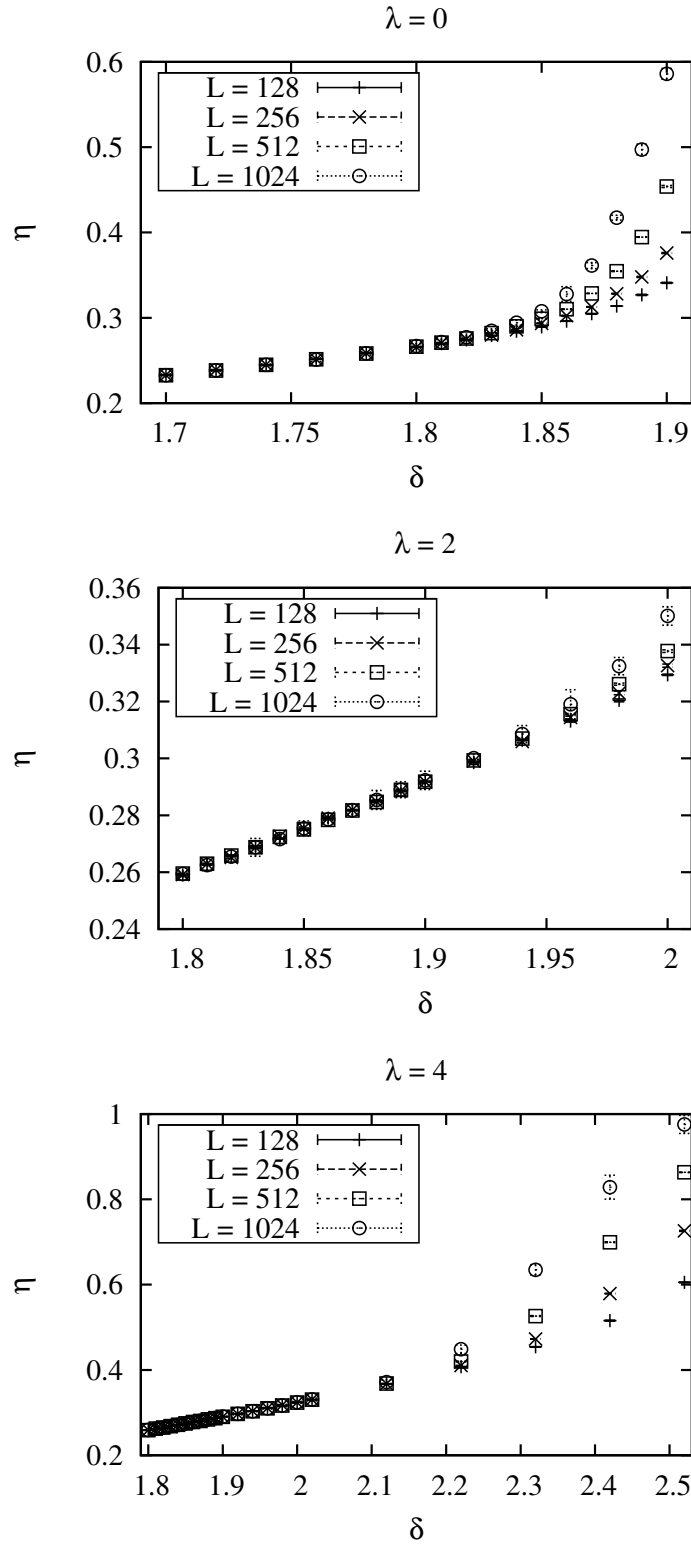 λ = 0
0.6
0.5
0.4
0.3
0.2
η
L = 128
L = 256
L = 512
L = 1024
1.7 1.75 1.8 1.85 1.9
δ
λ = 2
0.36
0.34
0.32
0.3
0.28
0.26
0.24
η
L = 128
L = 256
L = 512
L = 1024
1.8 1.85 1.9 1.95 2
δ
λ = 4
1
0.8
0.6
0.4
0.2
η
L = 128
L = 256
L = 512
L = 1024
1.8 1.9 2 2.1 2.2 2.3 2.4 2.5
δ